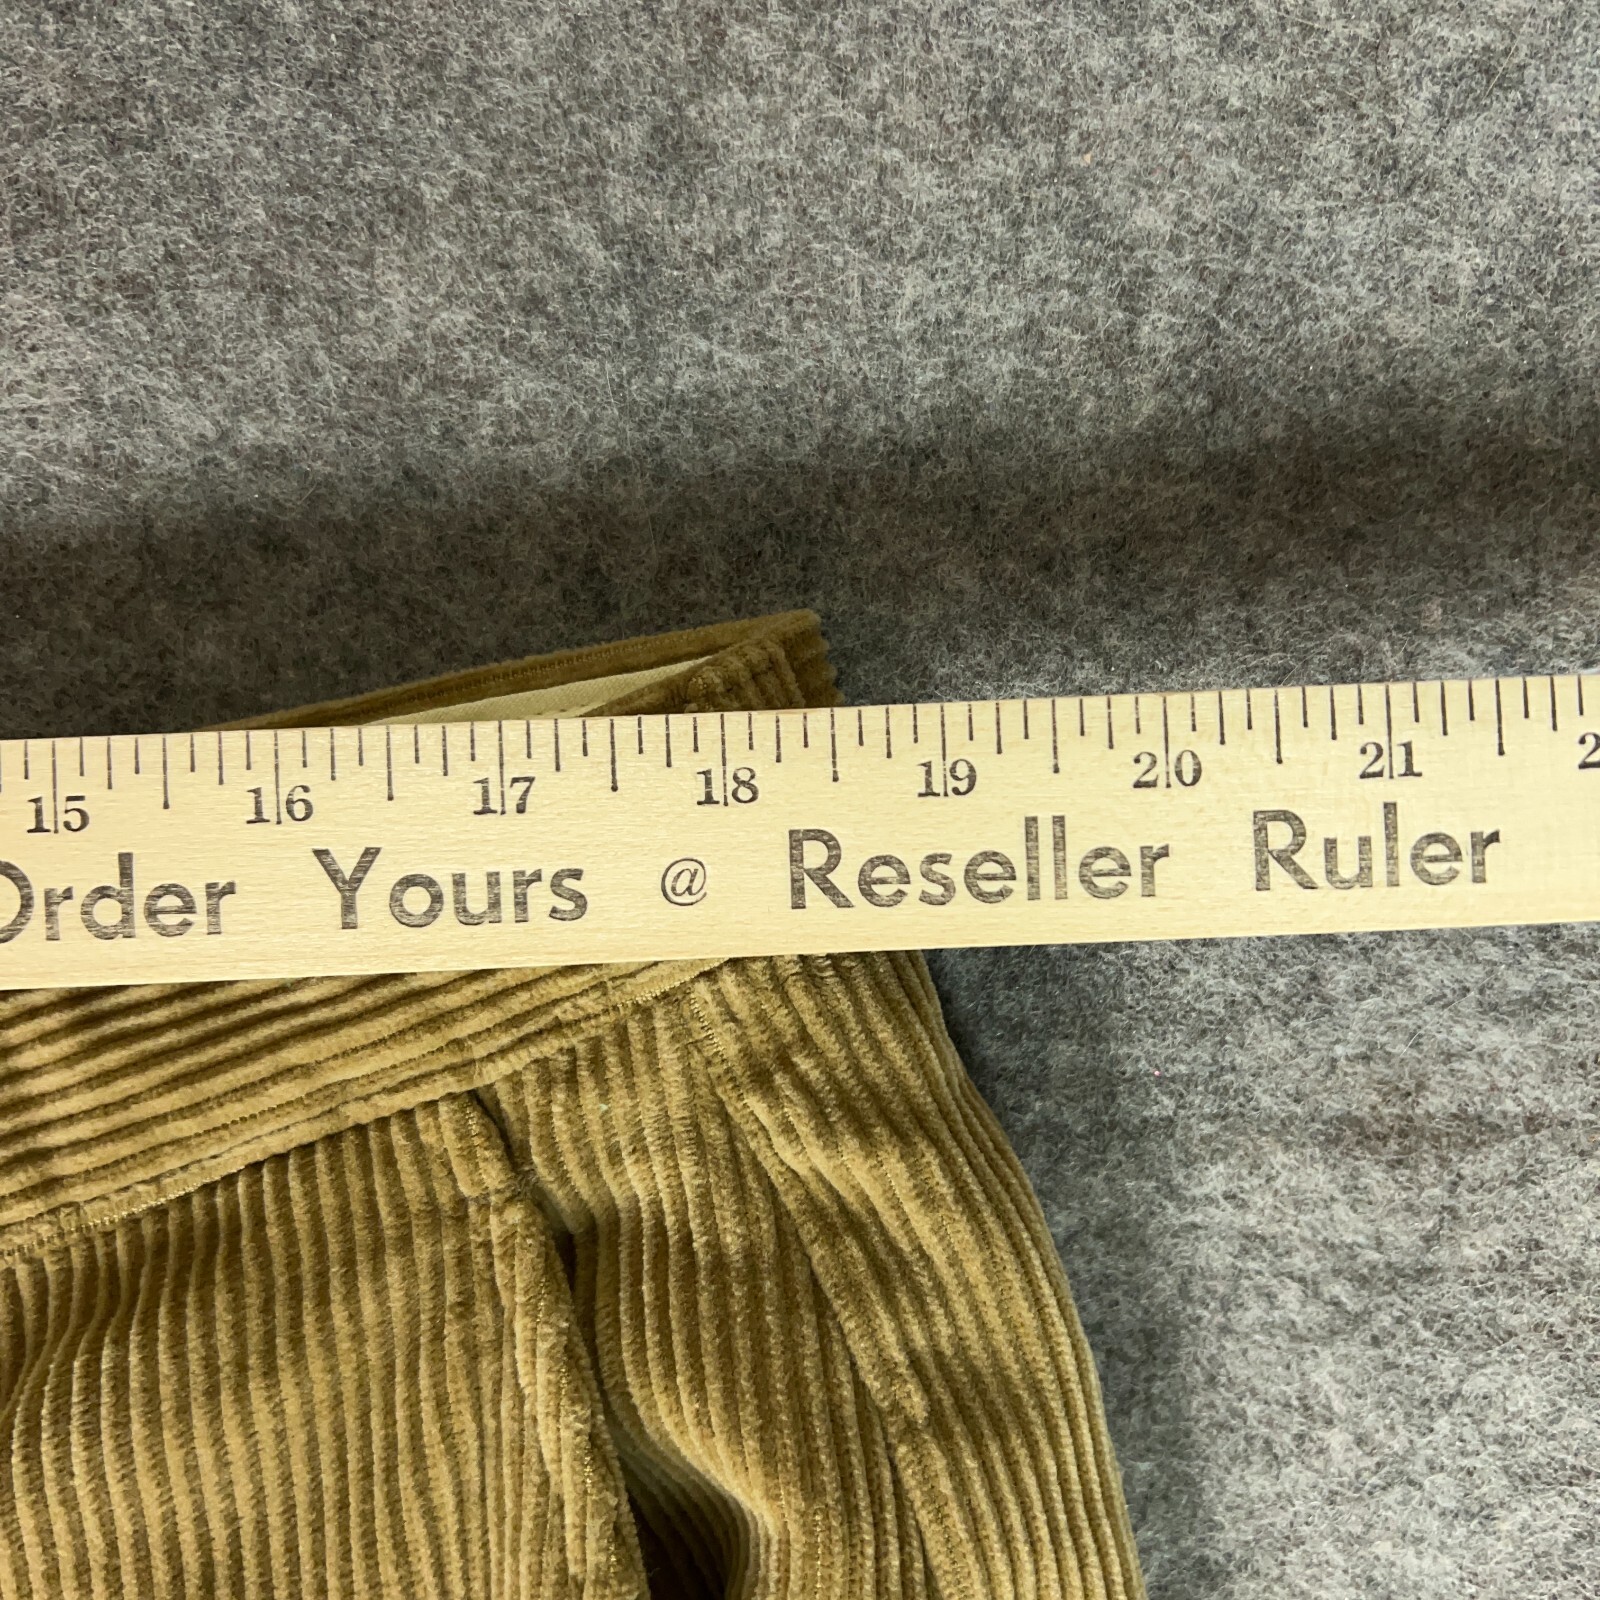 15 16 17 18 19 20 21
Order Yours @ Reseller Ruler